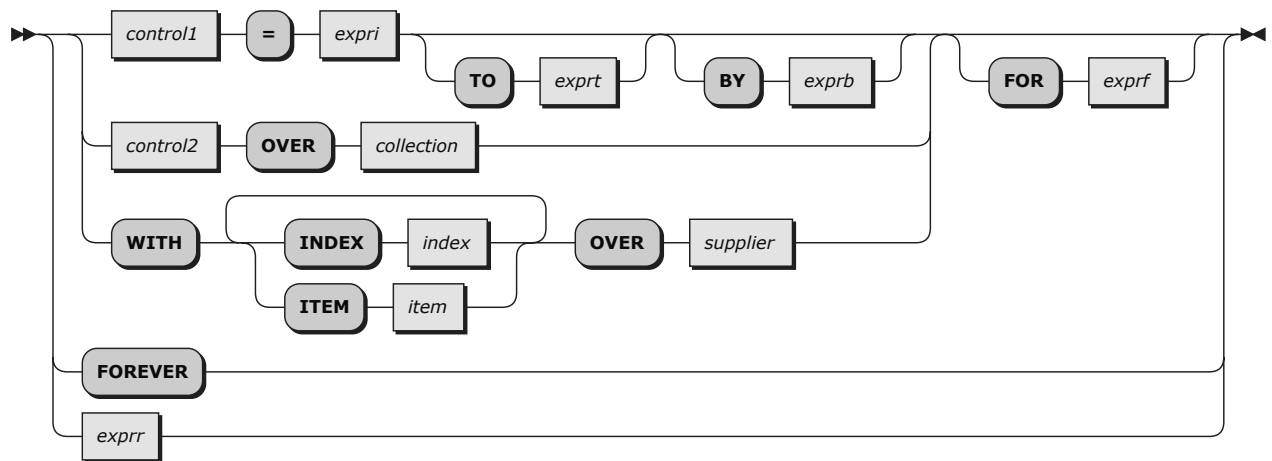 control1 = expri
TO exprt BY exprb FOR exprf
control2 OVER collection
WITH INDEX index OVER supplier
ITEM item
FOREVER
exprr